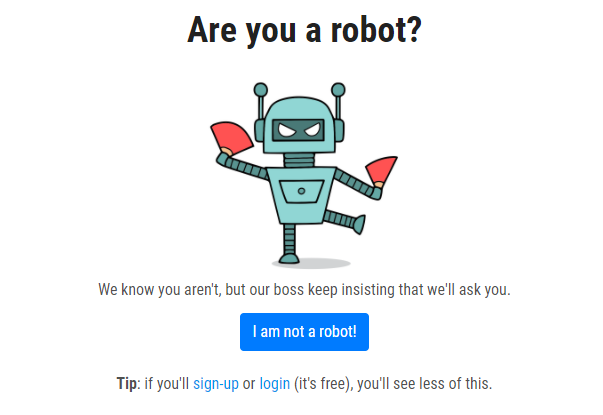 Are you a robot?
We know you aren't, but our boss keep insisting that we'll ask you.
I am not a robot!
Tip: if you'll sign-up or login (it's free), you'll see less of this.